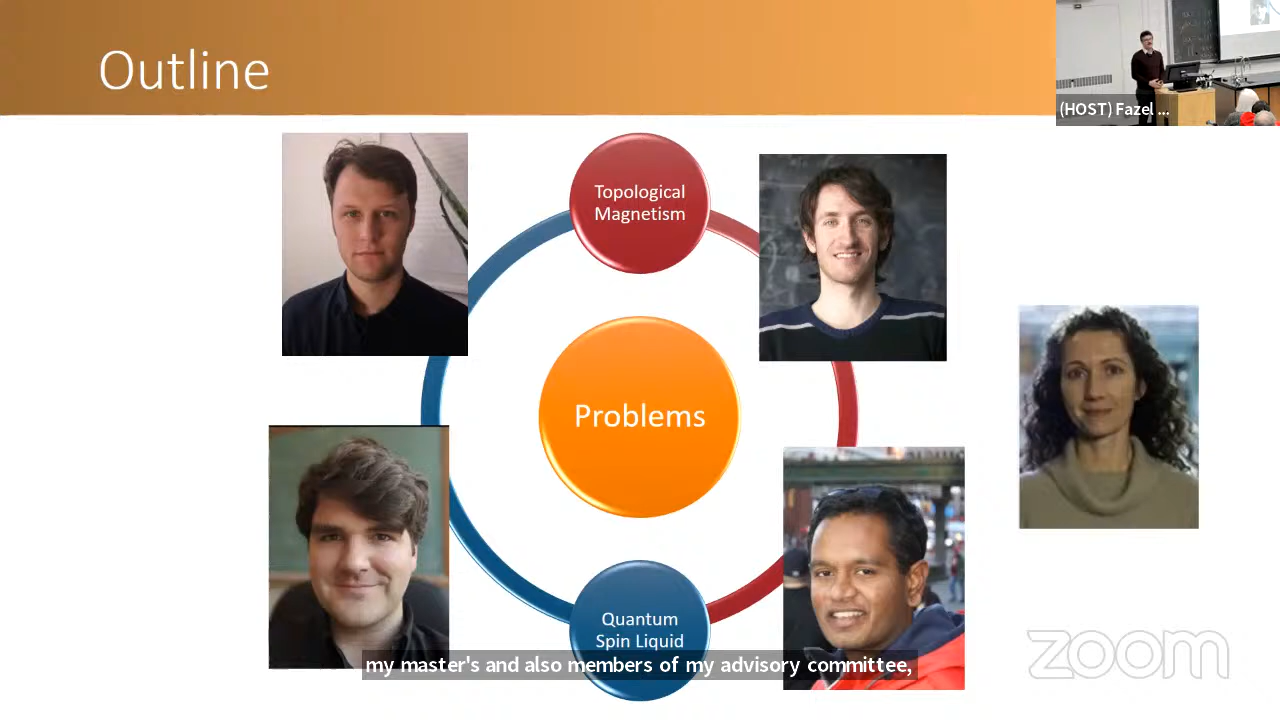 Outline
(HOST) Fazel ...
Topological
Magnetism
Problems
Quantum
Spin Liquid
my master's and also members of my advisory committee,
zoom